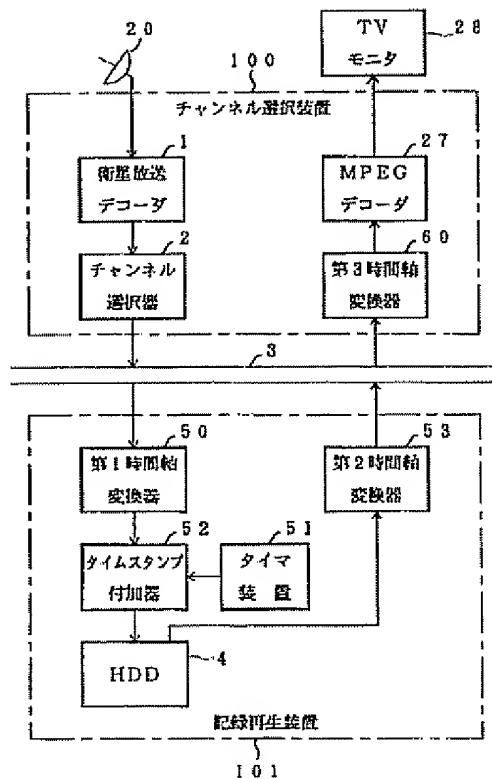 20
TV
モニタ
28
100
チャンネル選択装置
1
衛星放送
デコーダ
27
MPEG
デコーダ
2
チャンネル
選択器
60
第3時間軸
変換器
3
50
第1時間軸
変換器
53
第2時間軸
変換器
52
タイムスタンプ
付加器
51
タイマ
装置
HDD
4
記録再生装置
101